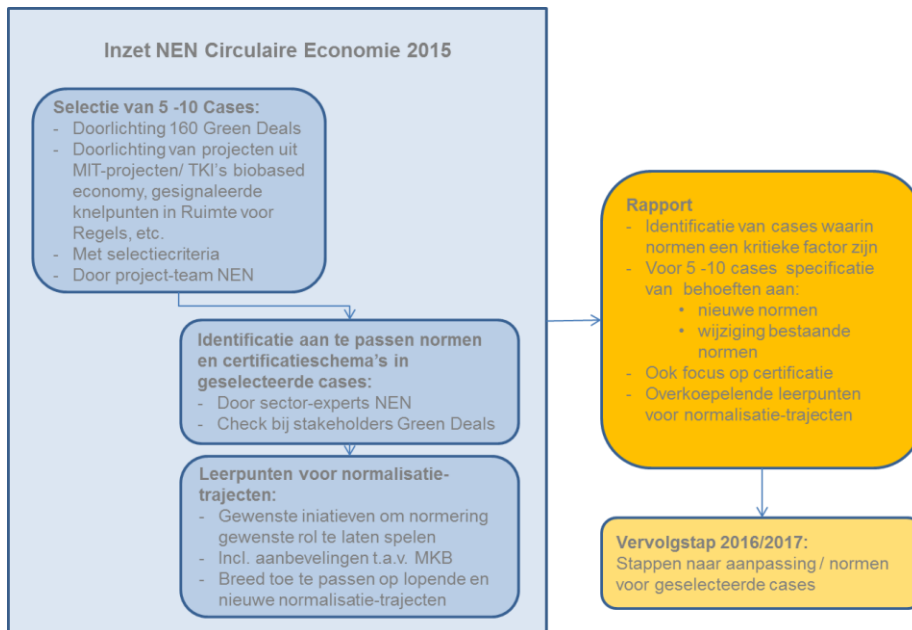 Inzet NEN Circulaire Economie 2015
Selectie van 5 -10 Cases:
- Doorlichting 160 Green Deals
- Doorlichting van projecten uit
MIT-projecten/ TKI's biobased
economy, gesignaleerde
knelpunten in Ruimte voor
Regels, etc.
- Met selectiecriteria
- Door project-team NEN
Identificatie aan te passen normen
en certificatieschema's in
geselecteerde cases:
- Door sector-experts NEN
- Check bij stakeholders Green Deals
Leerpunten voor normalisatie-
trajecten:
- Gewenste iniatieven om normering
gewenste rol te laten spelen
- Incl. aanbevelingen t.a.v. MKB
- Breed toe te passen op lopende en
nieuwe normalisatie-trajecten
Rapport
- Identificatie van cases waarin
normen een kritieke factor zijn
- Voor 5 -10 cases specificatie
van behoeften aan:
• nieuwe normen
• wijziging bestaande
normen
- Ook focus op certificatie
- Overkoepelende leerpunten
voor normalisatie-trajecten
Vervolgstap 2016/2017:
Stappen naar aanpassing / normen
voor geselecteerde cases